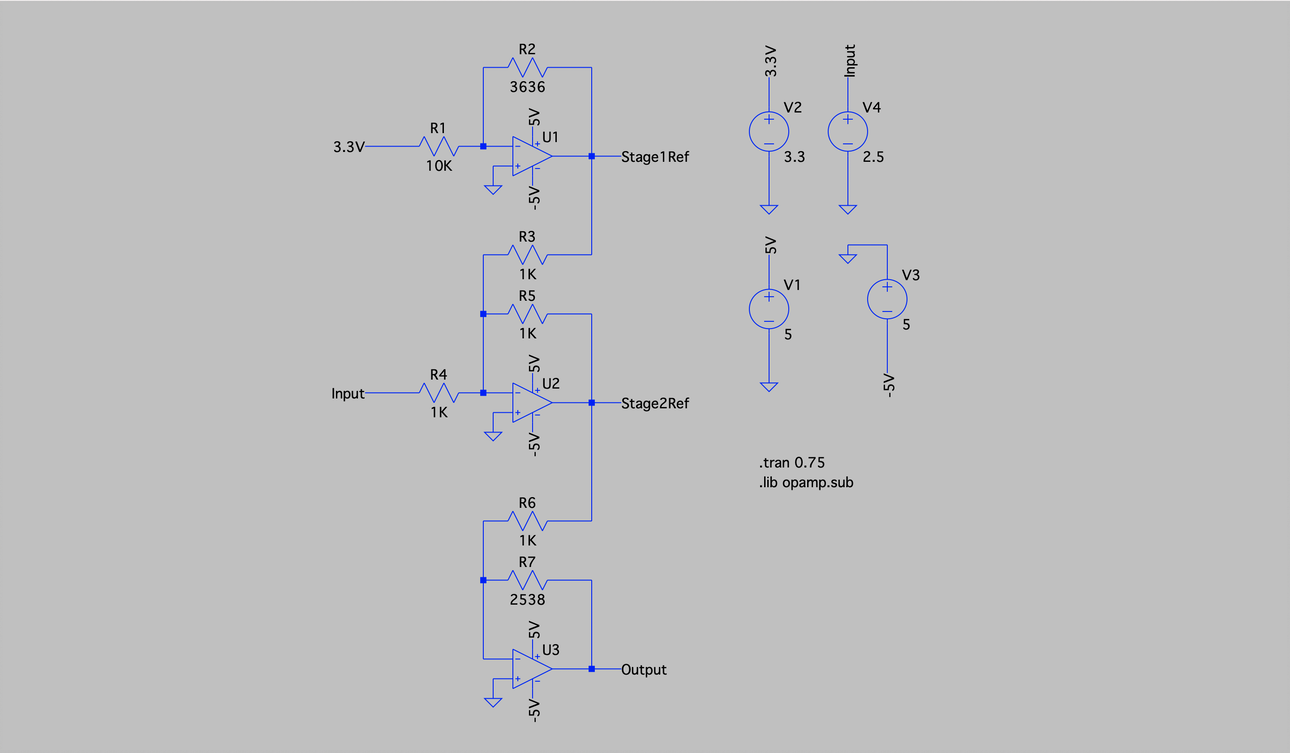 R2
3636
5V
U1
R1
3.3V
10K
-
+
+
-
-5V
Stage1Ref
R3
1K
R5
1K
5V
U2
R4
Input
1K
-
+
+
-
-5V
Stage2Ref
R6
1K
R7
2538
5V
U3
-
+
+
-
-5V
Output
3.3V
V2
+
-
3.3
Input
V4
+
-
2.5
5V
V1
+
-
5
V3
+
-
5
-5V
.tran 0.75
.lib opamp.sub